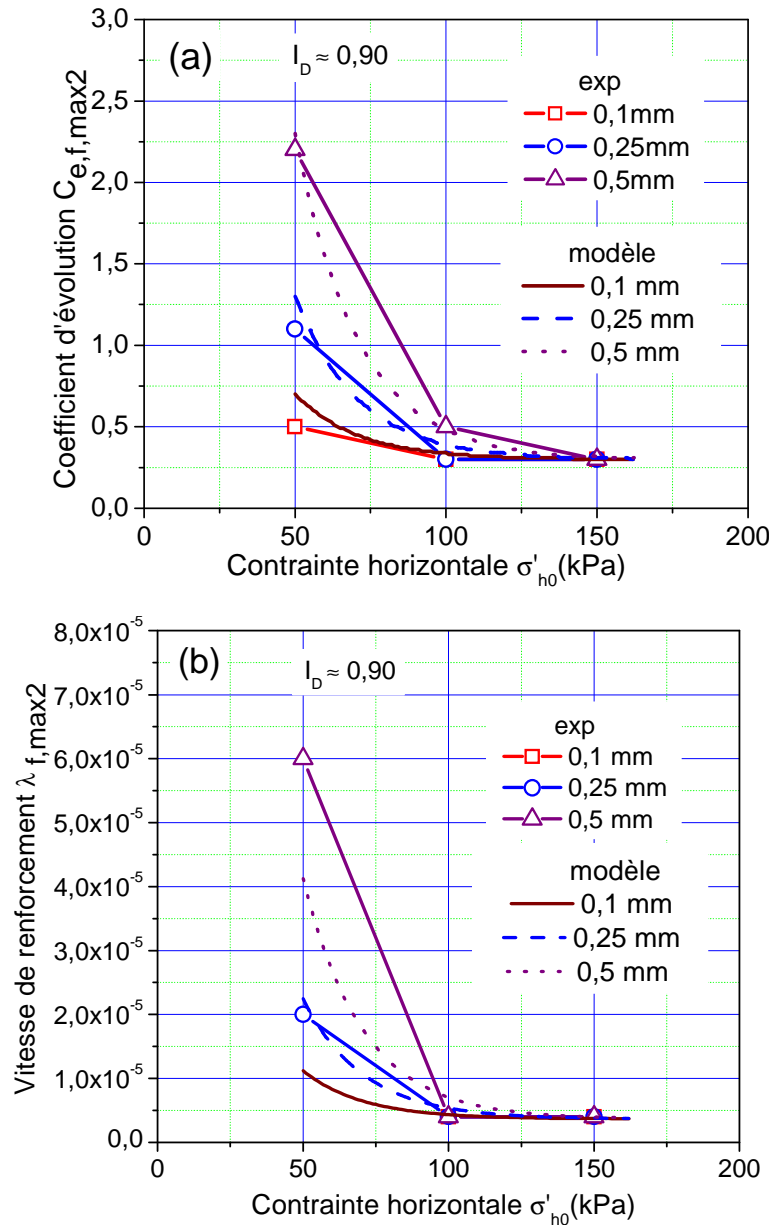 (a)
I_D ≈ 0,90
3,0
2,5
2,0
1,5
1,0
0,5
0,0
Coefficient d'évolution C_e,f,max2
exp
0,1mm
0,25mm
0,5mm
modèle
0,1 mm
0,25 mm
0,5 mm
0
50
100
150
200
Contrainte horizontale σ'_h0(kPa)
(b)
I_D ≈ 0,90
8,0x10^-5
7,0x10^-5
6,0x10^-5
5,0x10^-5
4,0x10^-5
3,0x10^-5
2,0x10^-5
1,0x10^-5
0,0
Vitesse de renforcement λ_f,max2
exp
0,1 mm
0,25 mm
0,5 mm
modèle
0,1 mm
0,25 mm
0,5 mm
0
50
100
150
200
Contrainte horizontale σ'_h0(kPa)